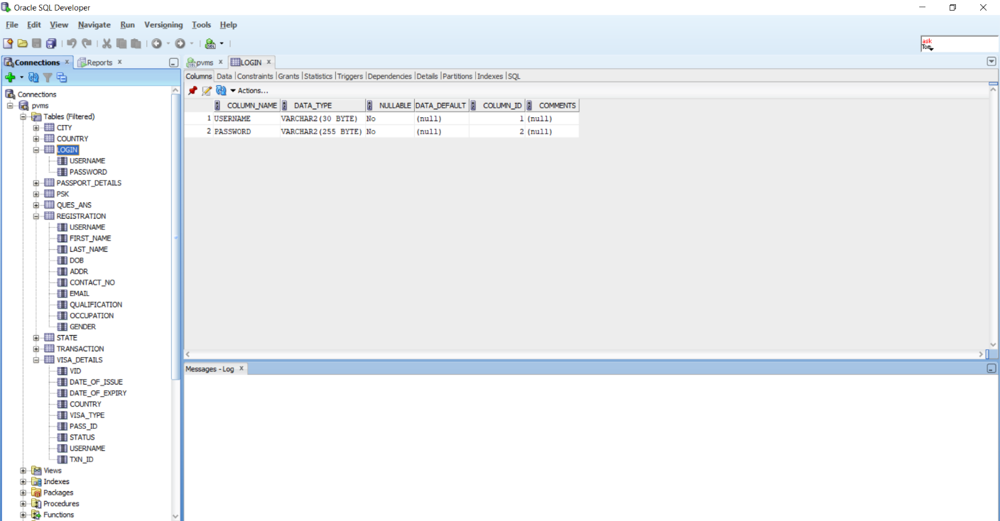 Oracle SQL Developer
File Edit View Navigate Run Versioning Tools Help
SQL
ask
Tom
Connections x Reports x
pvms x LOGIN x
Columns Data Constraints Grants Statistics Triggers Dependencies Details Partitions Indexes SQL
Actions...
COLUMN_NAME DATA_TYPE NULLABLE DATA_DEFAULT COLUMN_ID COMMENTS
1 USERNAME VARCHAR2(30 BYTE) No (null) 1 (null)
2 PASSWORD VARCHAR2(255 BYTE) No (null) 2 (null)
Connections
pvms
Tables (Filtered)
CITY
COUNTRY
LOGIN
USERNAME
PASSWORD
PASSPORT_DETAILS
PSK
QUES_ANS
REGISTRATION
USERNAME
FIRST_NAME
LAST_NAME
DOB
ADDR
CONTACT_NO
EMAIL
QUALIFICATION
OCCUPATION
GENDER
STATE
TRANSACTION
VISA_DETAILS
VID
DATE_OF_ISSUE
DATE_OF_EXPIRY
COUNTRY
VISA_TYPE
PASS_ID
STATUS
USERNAME
TXN_ID
Views
Indexes
Packages
Procedures
Functions
Messages - Log x